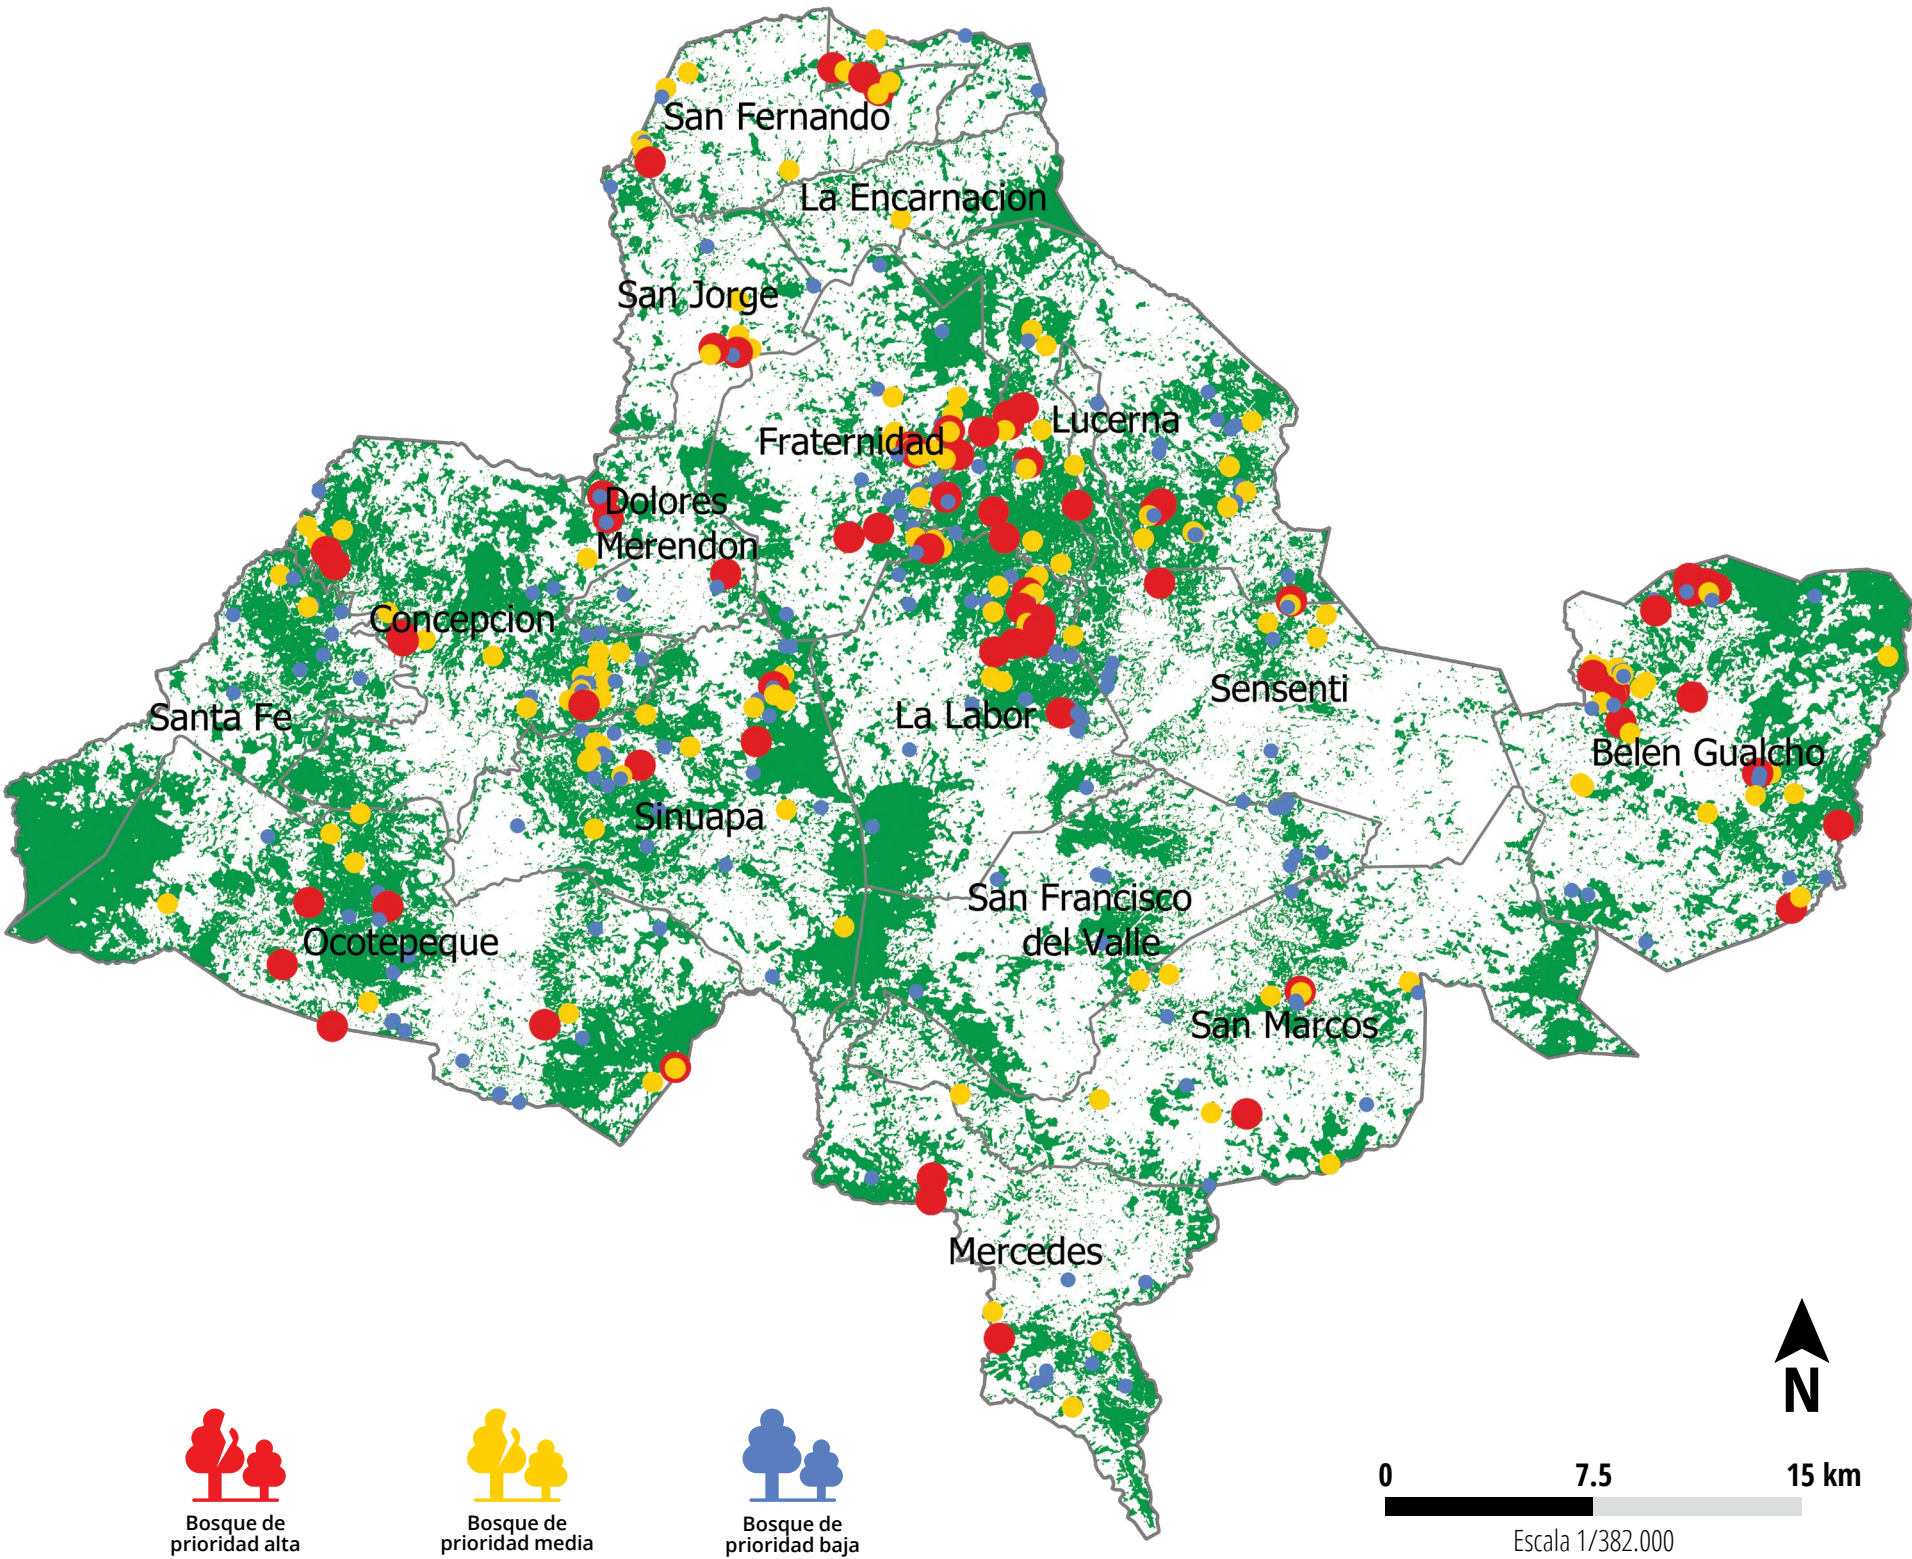 San Fernando
La Encarnacion
San Jorge
Lucerna
Fraternidad
Dolores
Merendon
Concepcion
Sensenti
Santa Fe
La Labor
Belen Gualcho
Sinuapa
San Francisco
del Valle
Ocotepeque
San Marcos
Mercedes
N
0 7.5 15 km
Escala 1/382.000
Bosque de
prioridad alta
Bosque de
prioridad media
Bosque de
prioridad baja